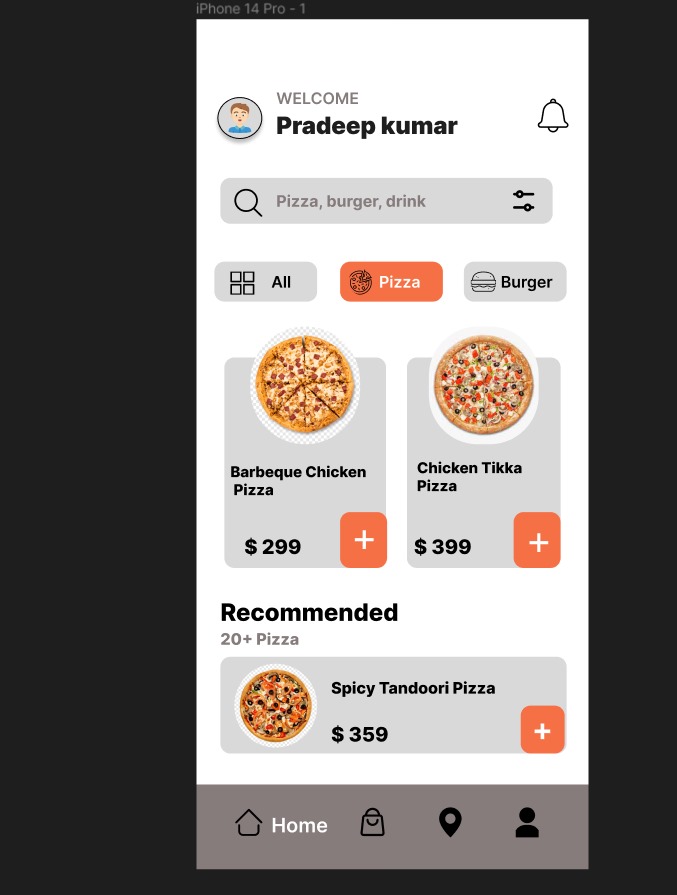 iPhone 14 Pro - 1
WELCOME
Pradeep kumar
Pizza, burger, drink
All
Pizza
Burger
Barbeque Chicken
Pizza
Chicken Tikka
Pizza
$ 299
+
$ 399
+
Recommended
20+ Pizza
Spicy Tandoori Pizza
$ 359
+
Home